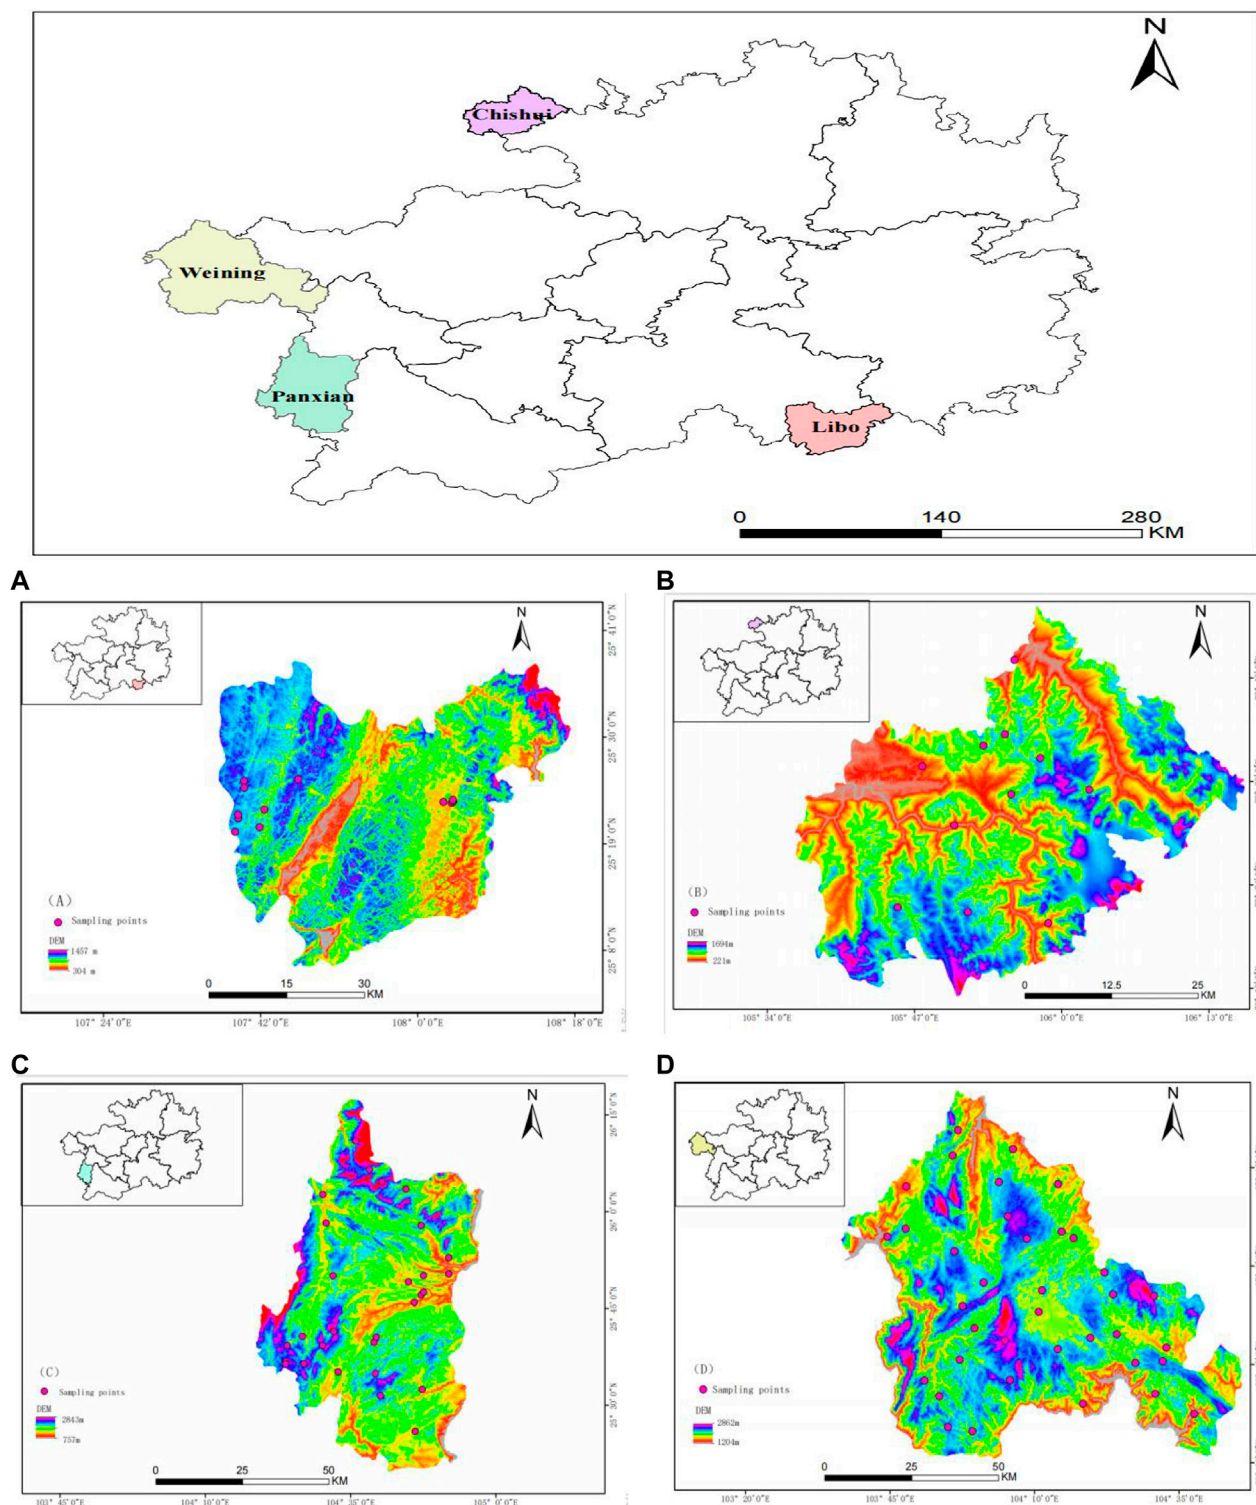 N
Chishui
Weining
Panxian
Libo
0 140 280
KM
A
B
N
25° 41′ 0″N
25° 30′ 0″N
25° 19′ 0″N
25° 8′ 0″N
(A)
Sampling points
DEM
1457 m
304 m
0 15 30
KM
107° 24′ 0″E 107° 42′ 0″E 108° 0′ 0″E 108° 18′ 0″E
N
(B)
Sampling points
DEM
1694m
221m
0 12.5 25
KM
105° 34′ 0″E 105° 47′ 0″E 106° 0′ 0″E 106° 13′ 0″E
C
D
N
26° 15′ 0″N
26° 0′ 0″N
25° 45′ 0″N
25° 30′ 0″N
(C)
Sampling points
DEM
2843m
757m
0 25 50
KM
103° 45′ 0″E 104° 10′ 0″E 104° 35′ 0″E 105° 0′ 0″E
N
(D)
Sampling points
DEM
2862m
1204m
0 25 50
KM
103° 20′ 0″E 103° 45′ 0″E 104° 10′ 0″E 104° 35′ 0″E